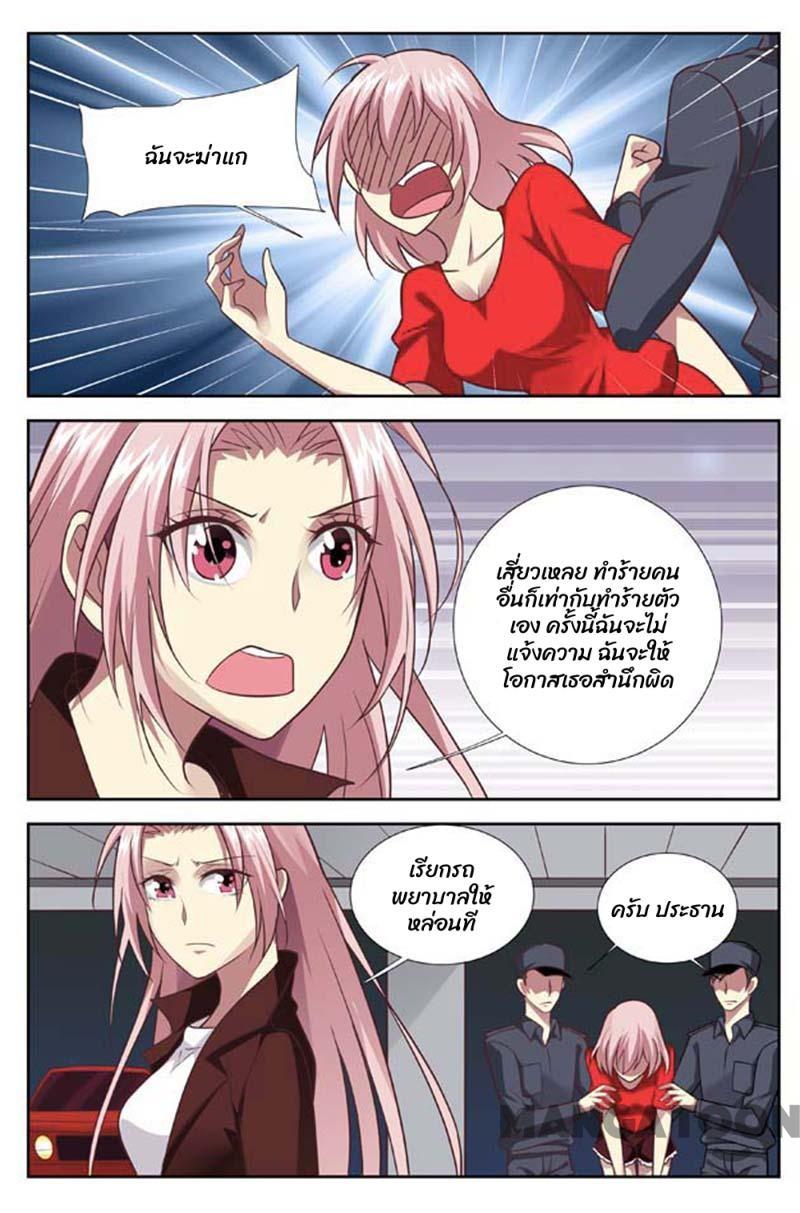 ฉันจะฆ่าแก
เสี่ยวเหลย ทำร้ายคน
อื่นก็เท่ากับทำร้ายตัว
เอง ครั้งนี้ฉันจะไม่
แจ้งความ ฉันจะให้
โอกาสเธอสำนึกผิด
เรียกรถ
พยาบาลให้
หล่อนที
ครับ ประธาน
MANGATOON